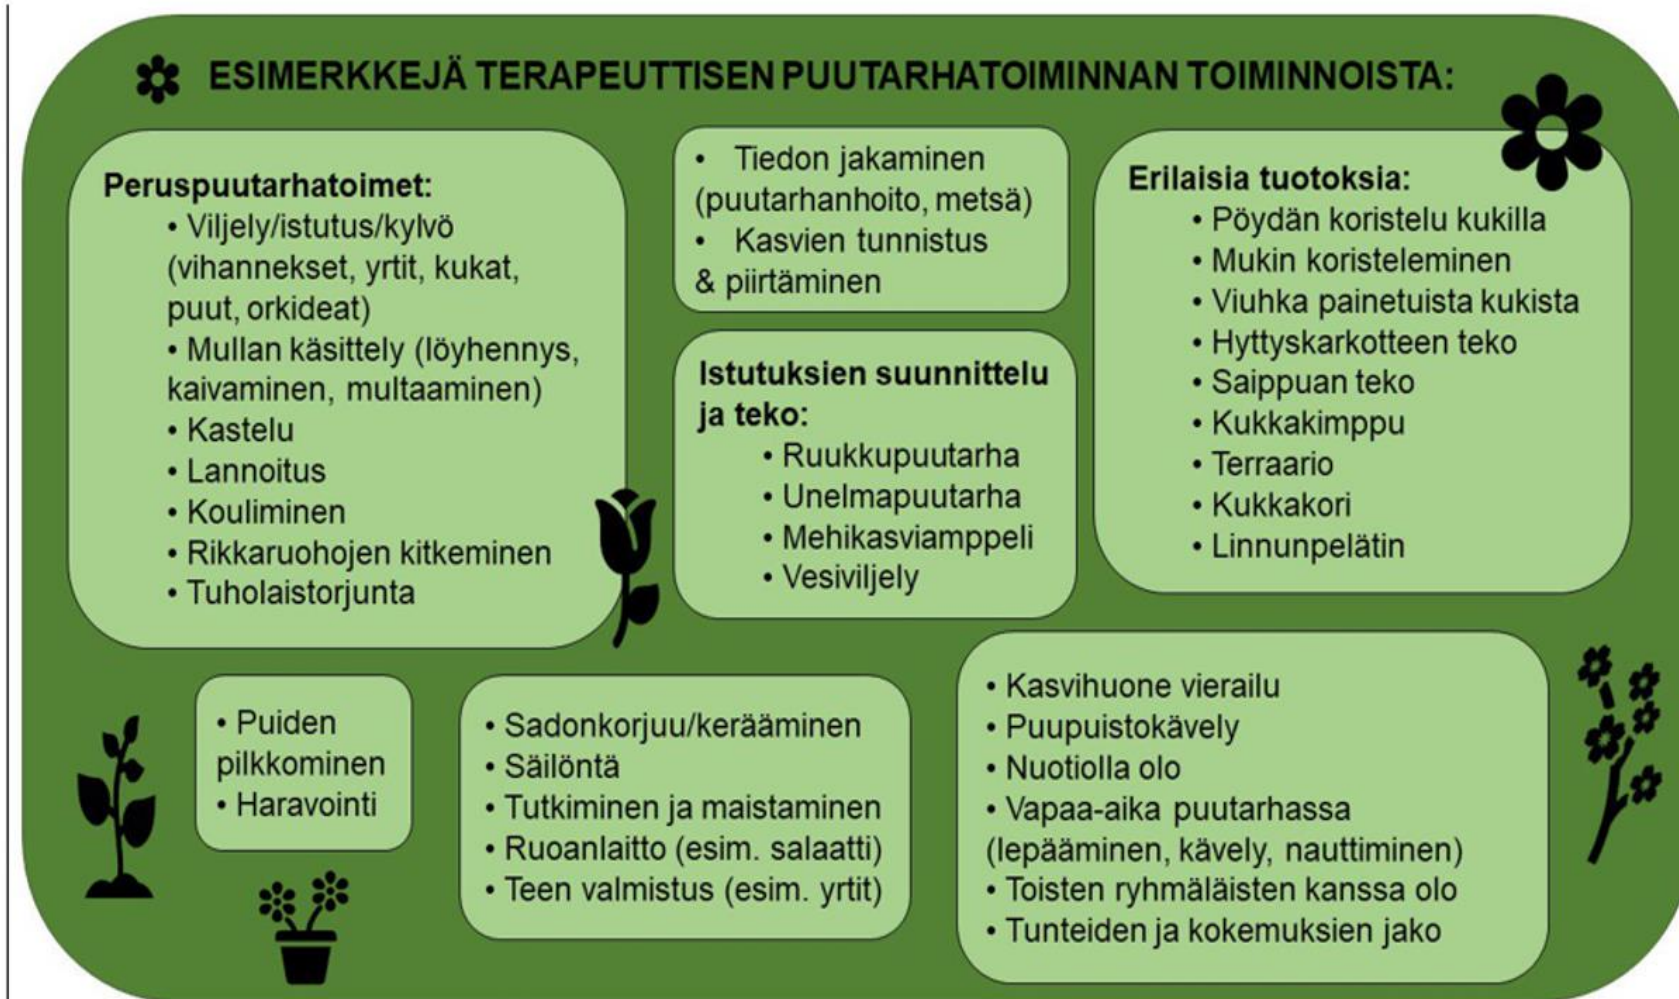 ESIMERKKEJÄ TERAPEUTTISEN PUUTARHATOIMINNAN TOIMINNOISTA:
Peruspuutarhatoimet:
• Viljely/istutus/kylvö
(vihannekset, yrtit, kukat,
puut, orkideat)
• Mullan käsittely (löyhennys,
kaivaminen, multaaminen)
• Kastelu
• Lannoitus
• Kouliminen
• Rikkaruohojen kitkeminen
• Tuholaistorjunta
• Tiedon jakaminen
(puutarhanhoito, metsä)
• Kasvien tunnistus
& piirtäminen
Istutuksien suunnittelu
ja teko:
• Ruukkupuutarha
• Unelmapuutarha
• Mehikasviamppeli
• Vesiviljely
Erilaisia tuotoksia:
• Pöydän koristelu kukilla
• Mukin koristeleminen
• Viuhka painetuista kukista
• Hyttyskarkotteen teko
• Saippuan teko
• Kukkakimppu
• Terraario
• Kukkakori
• Linnunpelätin
• Puiden
pilkkominen
• Haravointi
• Sadonkorjuu/kerääminen
• Säilöntä
• Tutkiminen ja maistaminen
• Ruoanlaitto (esim. salaatti)
• Teen valmistus (esim. yrtit)
• Kasvihuone vierailu
• Puupuistokävely
• Nuotiolla olo
• Vapaa-aika puutarhassa
(lepääminen, kävely, nauttiminen)
• Toisten ryhmäläisten kanssa olo
• Tunteiden ja kokemuksien jako